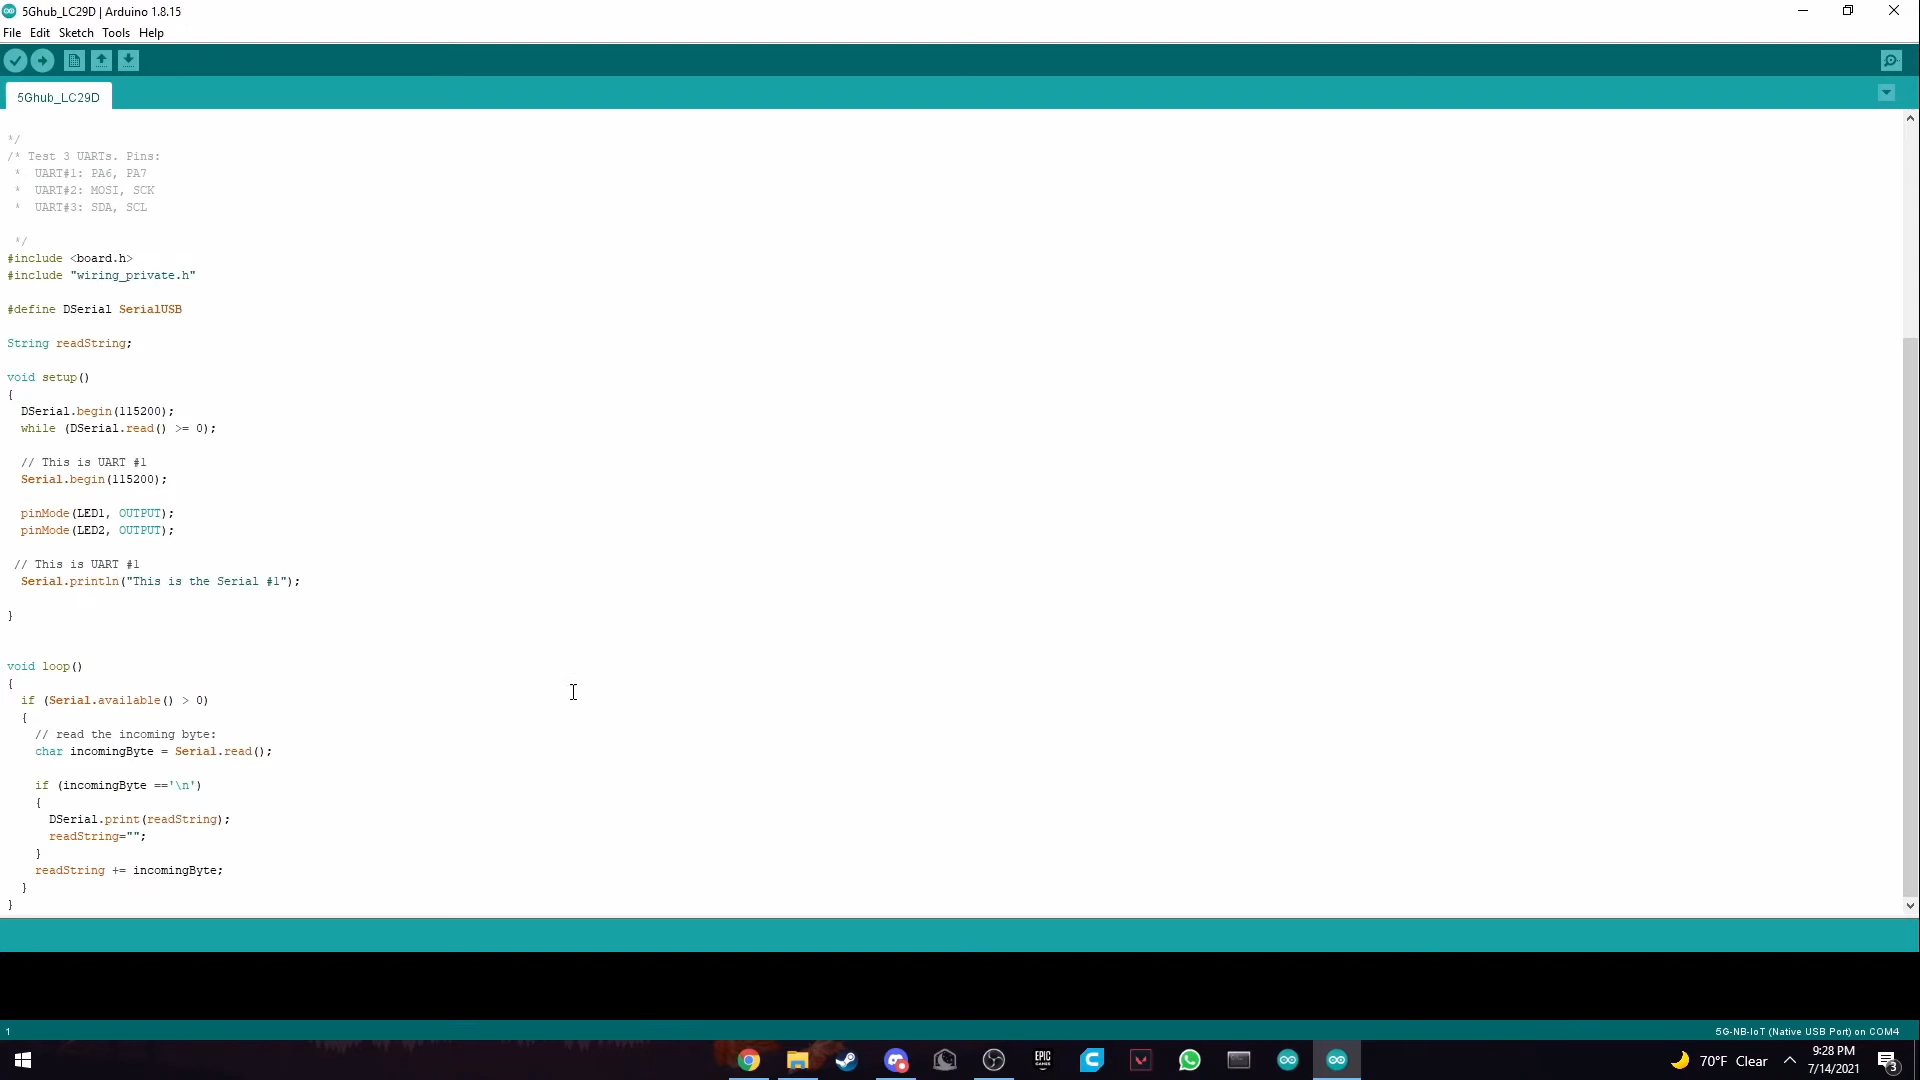 5Ghub_LC29D | Arduino 1.8.15
File Edit Sketch Tools Help
5Ghub_LC29D
*/
/* Test 3 UARTs. Pins:
 *  UART#1: PA6, PA7
 *  UART#2: MOSI, SCK
 *  UART#3: SDA, SCL
 */
#include <board.h>
#include "wiring_private.h"
#define DSerial SerialUSB
String readString;
void setup()
{
  DSerial.begin(115200);
  while (DSerial.read() >= 0);
  // This is UART #1
  Serial.begin(115200);
  pinMode(LED1, OUTPUT);
  pinMode(LED2, OUTPUT);
 // This is UART #1
  Serial.println("This is the Serial #1");
}
void loop()
{
  if (Serial.available() > 0)
  {
    // read the incoming byte:
    char incomingByte = Serial.read();
    if (incomingByte =='\n')
    {
      DSerial.print(readString);
      readString="";
    }
    readString += incomingByte;
  }
}
1
5G-NB-IoT (Native USB Port) on COM4
EPIC
GAMES
70°F Clear
9:28 PM
7/14/2021
3